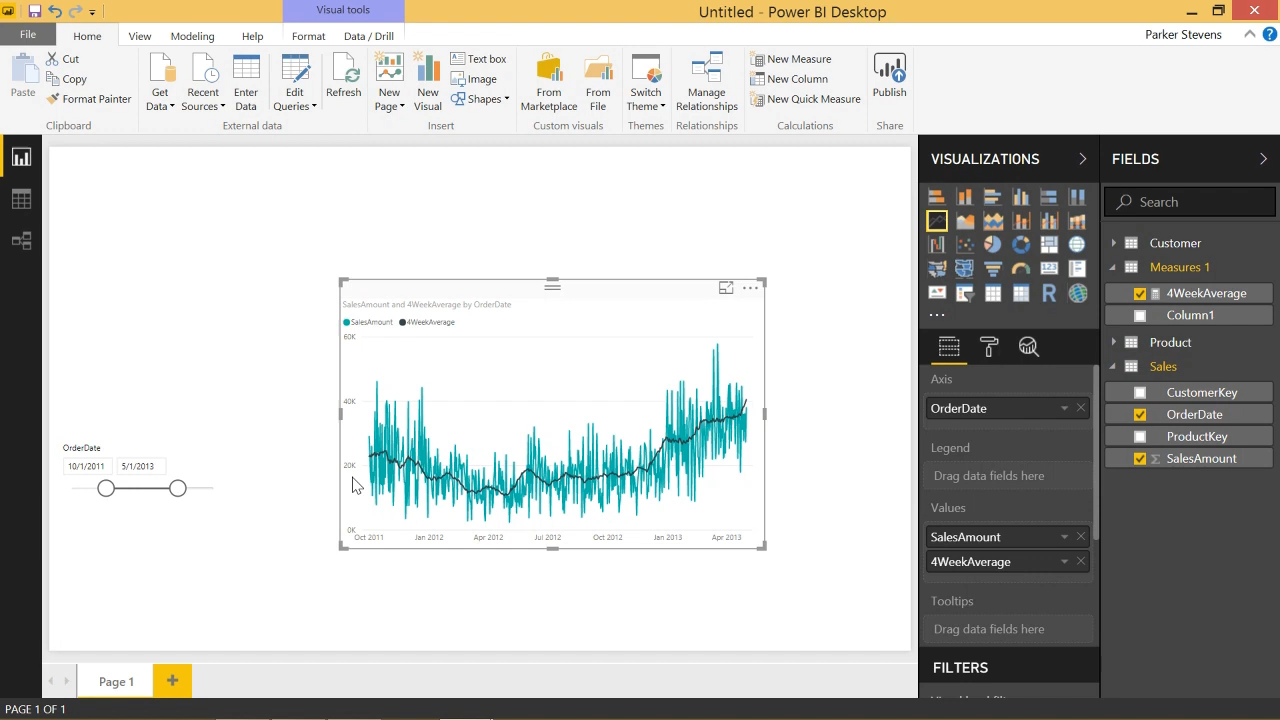 Visual tools
Untitled - Power BI Desktop
File
Home
View
Modeling
Help
Format
Data / Drill
Parker Stevens
Paste
Cut
Copy
Format Painter
Clipboard
Get Data
Recent Sources
Enter Data
Edit Queries
External data
Refresh
New Page
New Visual
Text box
Image
Shapes
Insert
From Marketplace
From File
Custom visuals
Switch Theme
Themes
Manage Relationships
Relationships
New Measure
New Column
New Quick Measure
Calculations
Publish
Share
OrderDate
10/1/2011
5/1/2013
SalesAmount and 4WeekAverage by OrderDate
SalesAmount
4WeekAverage
60K
40K
20K
0K
Oct 2011
Jan 2012
Apr 2012
Jul 2012
Oct 2012
Jan 2013
Apr 2013
VISUALIZATIONS
123
R
Axis
OrderDate
Legend
Drag data fields here
Values
SalesAmount
4WeekAverage
Tooltips
Drag data fields here
FILTERS
FIELDS
Search
Customer
Measures 1
4WeekAverage
Column1
Product
Sales
CustomerKey
OrderDate
ProductKey
Σ SalesAmount
Page 1
PAGE 1 OF 1